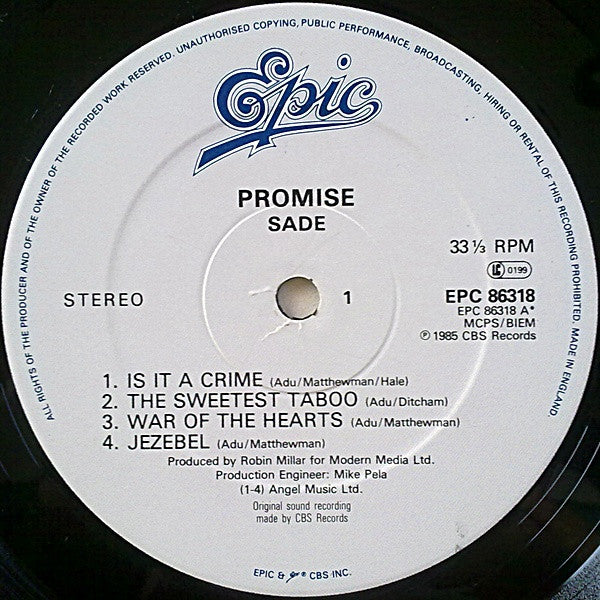 ALL RIGHTS OF THE PRODUCER AND OF THE OWNER OF THE RECORDED WORK RESERVED. UNAUTHORISED COPYING, PUBLIC PERFORMANCE, BROADCASTING, HIRING OR RENTAL OF THIS RECORDING PROHIBITED. MADE IN ENGLAND.
Epic
PROMISE
SADE
33 1/3 RPM
LC 0199
STEREO
1
EPC 86318
EPC 86318 A*
MCPS/BIEM
℗ 1985 CBS Records
1. IS IT A CRIME (Adu/Matthewman/Hale)
2. THE SWEETEST TABOO (Adu/Ditcham)
3. WAR OF THE HEARTS (Adu/Matthewman)
4. JEZEBEL (Adu/Matthewman)
Produced by Robin Millar for Modern Media Ltd.
Production Engineer: Mike Pela
(1-4) Angel Music Ltd.
Original sound recording
made by CBS Records
EPIC & ® CBS INC.